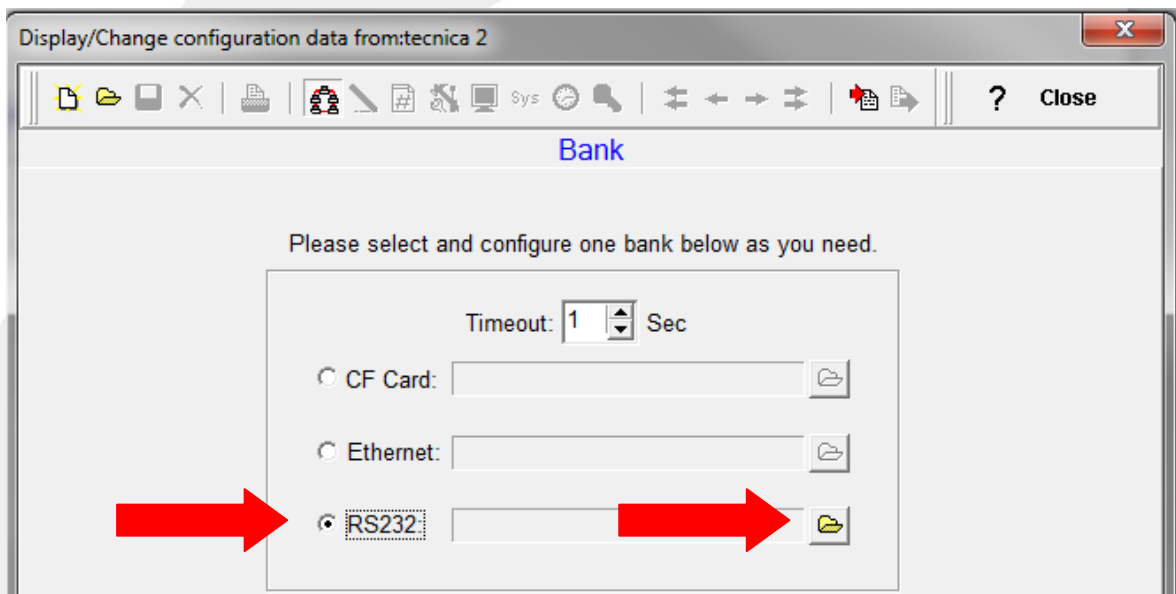 Display/Change configuration data from:tecnica 2
x
# Sys ? Close
Bank
Please select and configure one bank below as you need.
Timeout: 1 Sec
CF Card:
Ethernet:
RS232: